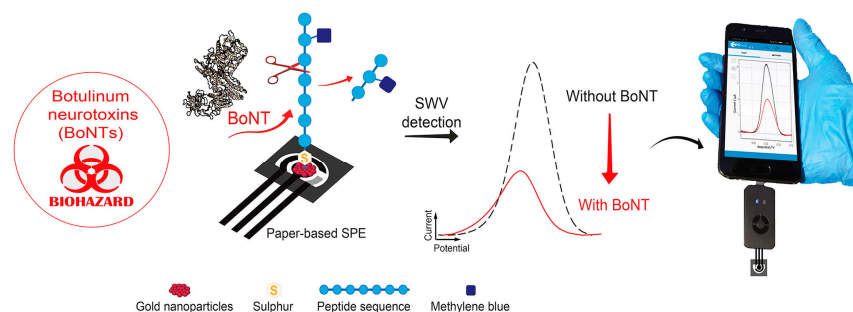 Botulinum
neurotoxins
(BoNTs)
BIOHAZARD
BoNT
S
Paper-based SPE
SWV
detection
Without BoNT
With BoNT
Current
Potential
Gold nanoparticles
S
Sulphur
Peptide sequence
Methylene blue